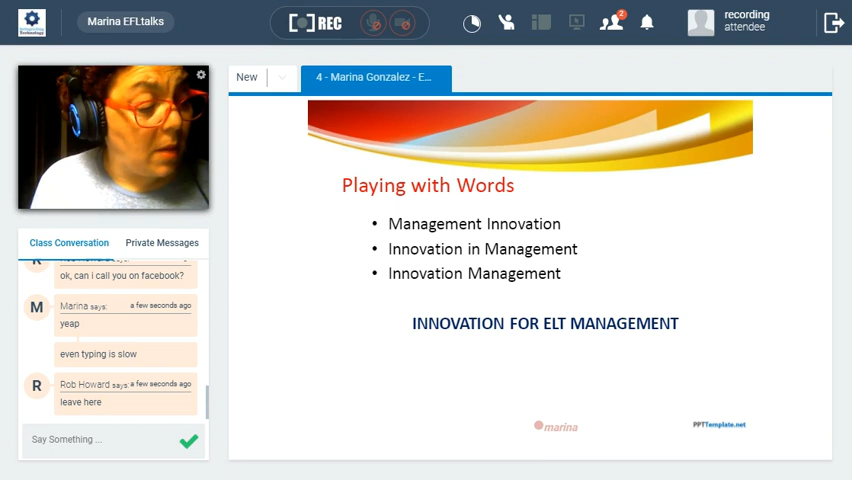 Marina EFLtalks
REC
2
recording
attendee
New
4 - Marina Gonzalez - E...
Class Conversation
Private Messages
R
Rob Howard says:
ok, can i call you on facebook?
M
Marina says:
a few seconds ago
yeap
even typing is slow
R
Rob Howard says:
a few seconds ago
leave here
Say Something ...
Playing with Words
• Management Innovation
• Innovation in Management
• Innovation Management
INNOVATION FOR ELT MANAGEMENT
marina
PPTTemplate.net